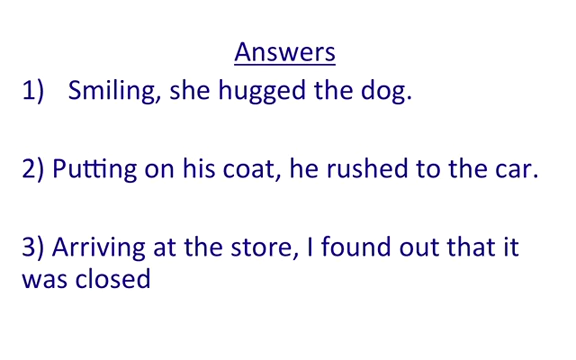 Answers
1) Smiling, she hugged the dog.
2) Putting on his coat, he rushed to the car.
3) Arriving at the store, I found out that it
was closed